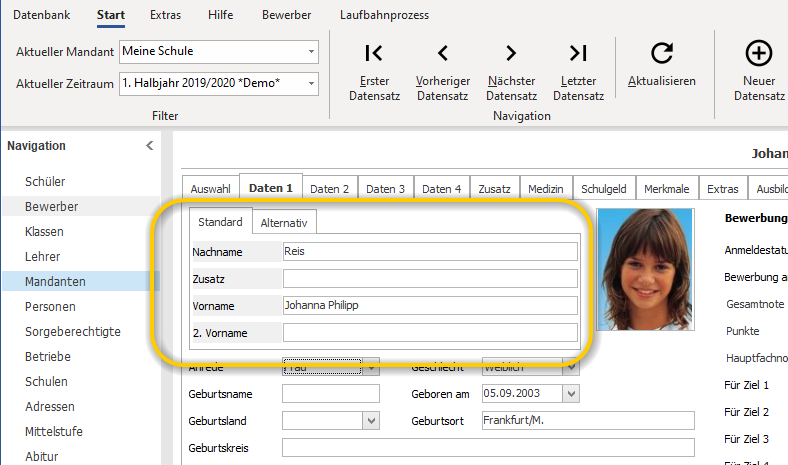 Datenbank Start Extras Hilfe Bewerber Laufbahnprozess
Aktueller Mandant Meine Schule
Aktueller Zeitraum 1. Halbjahr 2019/2020 *Demo*
Erster Datensatz
Vorheriger Datensatz
Nächster Datensatz
Letzter Datensatz
Aktualisieren
Neuer Datensatz
Filter
Navigation
Navigation
Schüler
Bewerber
Klassen
Lehrer
Mandanten
Personen
Sorgeberechtigte
Betriebe
Schulen
Adressen
Mittelstufe
Abitur
Johan
Auswahl Daten 1 Daten 2 Daten 3 Daten 4 Zusatz Medizin Schulgeld Merkmale Extras Ausbild
Standard Alternativ
Nachname Reis
Zusatz
Vorname Johanna Philipp
2. Vorname
Anrede Frau Geschlecht Weiblich
Geburtsname Geboren am 05.09.2003
Geburtsland Geburtsort Frankfurt/M.
Geburtskreis
Bewerbung
Anmeldestatu
Bewerbung a
Gesamtnote
Punkte
Hauptfachno
Für Ziel 1
Für Ziel 2
Für Ziel 3
Für Ziel 4